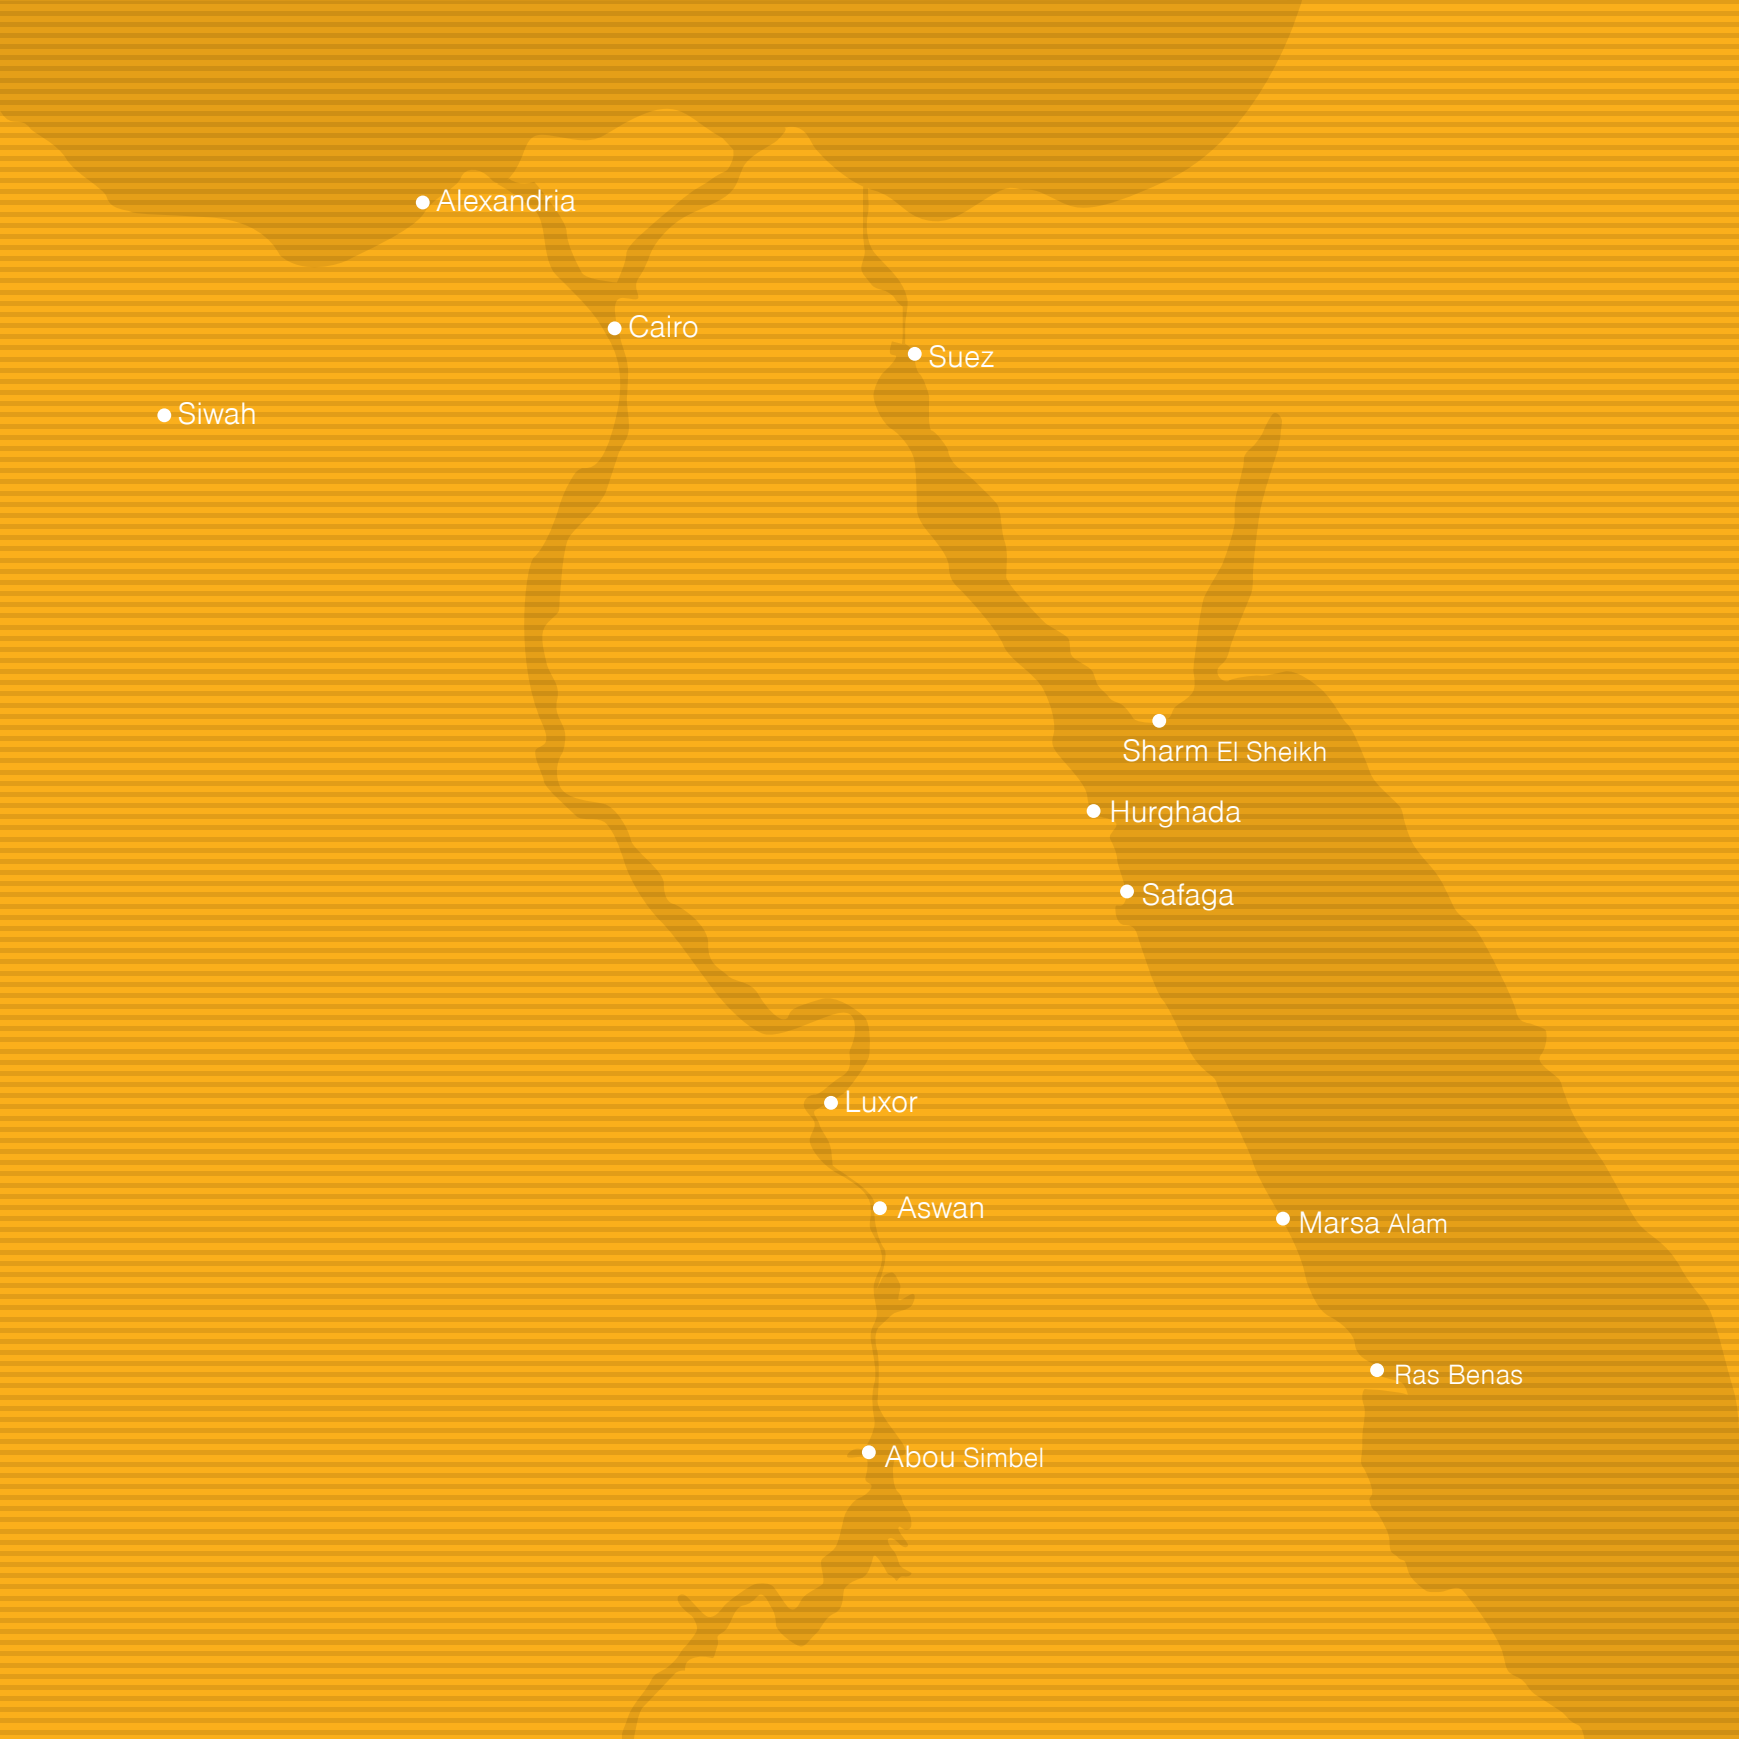 Alexandria
Cairo
Suez
Siwah
Sharm El Sheikh
Hurghada
Safaga
Luxor
Aswan
Marsa Alam
Ras Benas
Abou Simbel